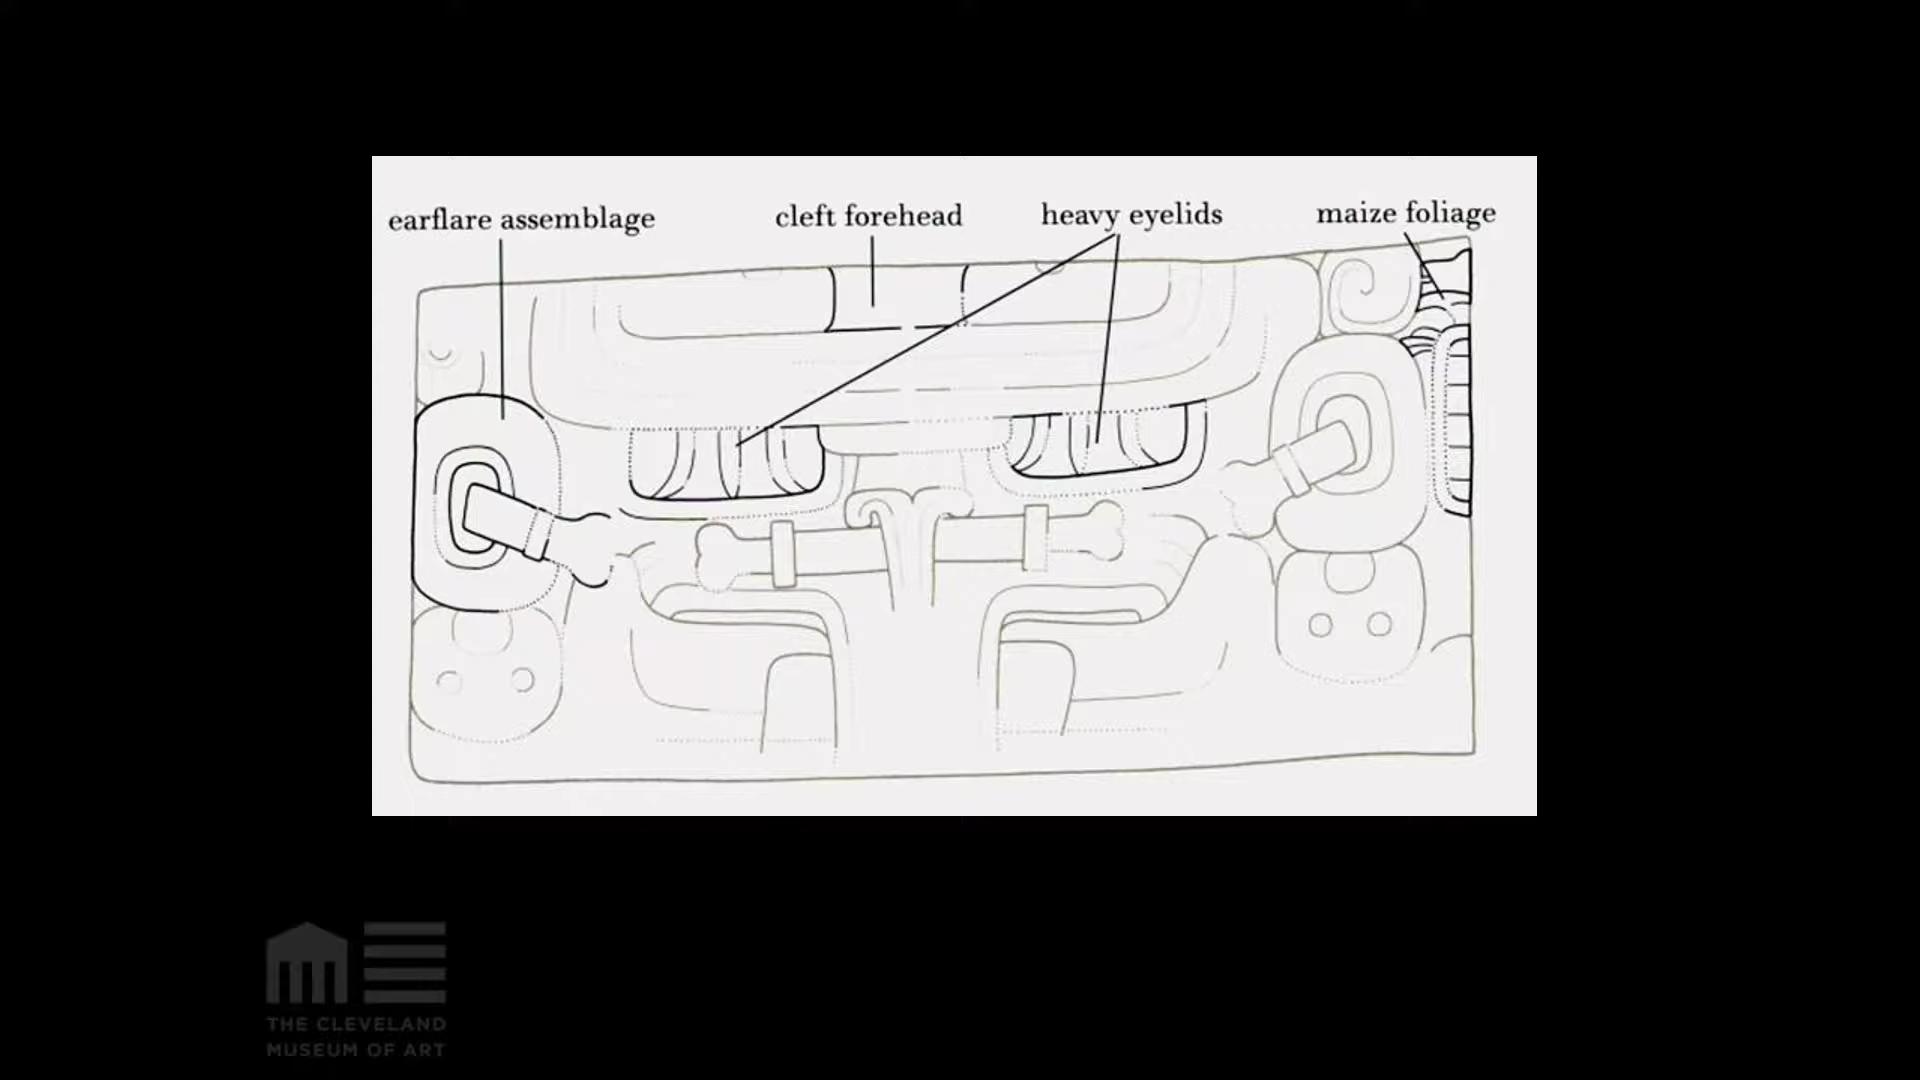 earflare assemblage
cleft forehead
heavy eyelids
maize foliage
THE CLEVELAND
MUSEUM OF ART